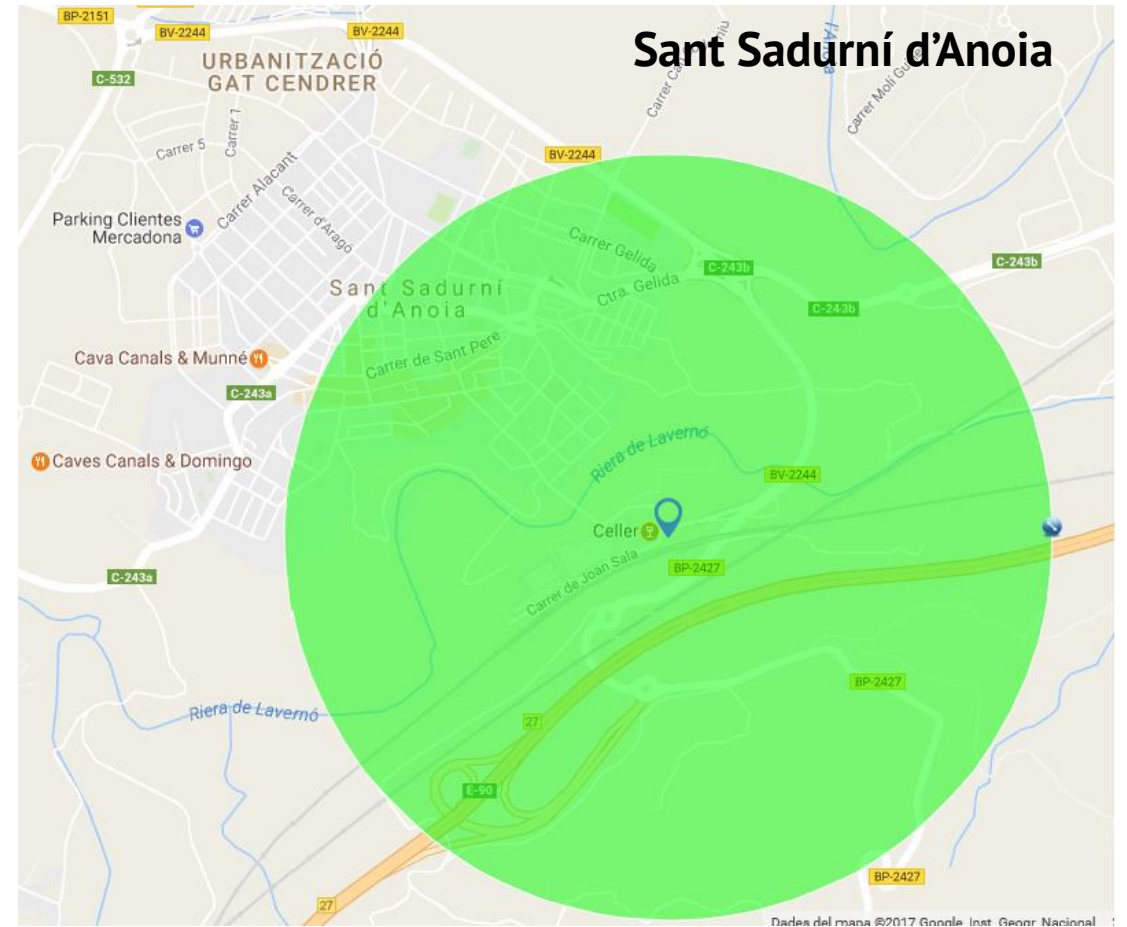 Sant Sadurní d’Anoia
BP-2151
BV-2244
BV-2244
URBANITZACIÓ
GAT CENDRER
C-532
l'Anoia
Carrer Molí
Carrer 1
Carrer 5
BV-2244
Carrer Alacant
Carrer d'Aragó
Parking Clientes
Mercadona
Carrer Gelida
C-243b
C-243b
Ctra. Gelida
C-243b
Sant Sadurní
d'Anoia
Carrer de Sant Pere
Cava Canals & Munné
C-243a
Riera de Lavernó
Caves Canals & Domingo
BV-2244
Celler
BP-2427
C-243a
Carrer de Joan Sala
BP-2427
Riera de Lavernó
27
E-90
BP-2427
27
Dades del mapa ©2017 Google, Inst. Geogr. Nacional